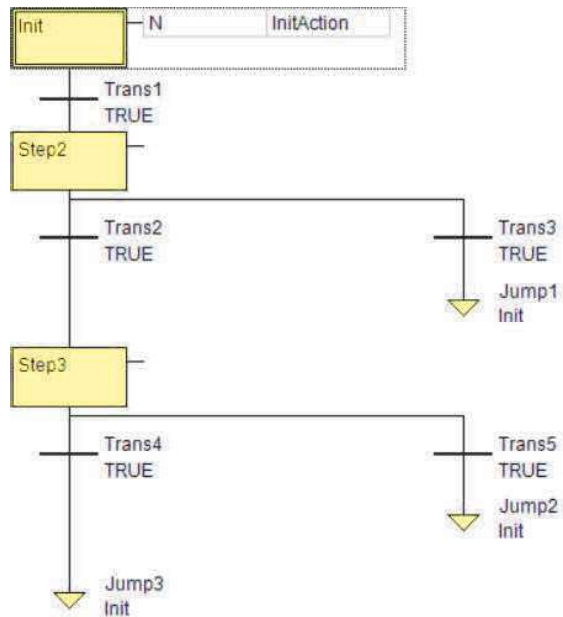 Init
N InitAction
Trans1
TRUE
Step2
Trans2 Trans3
TRUE TRUE
Jump1
Init
Step3
Trans4 Trans5
TRUE TRUE
Jump2
Init
Jump3
Init